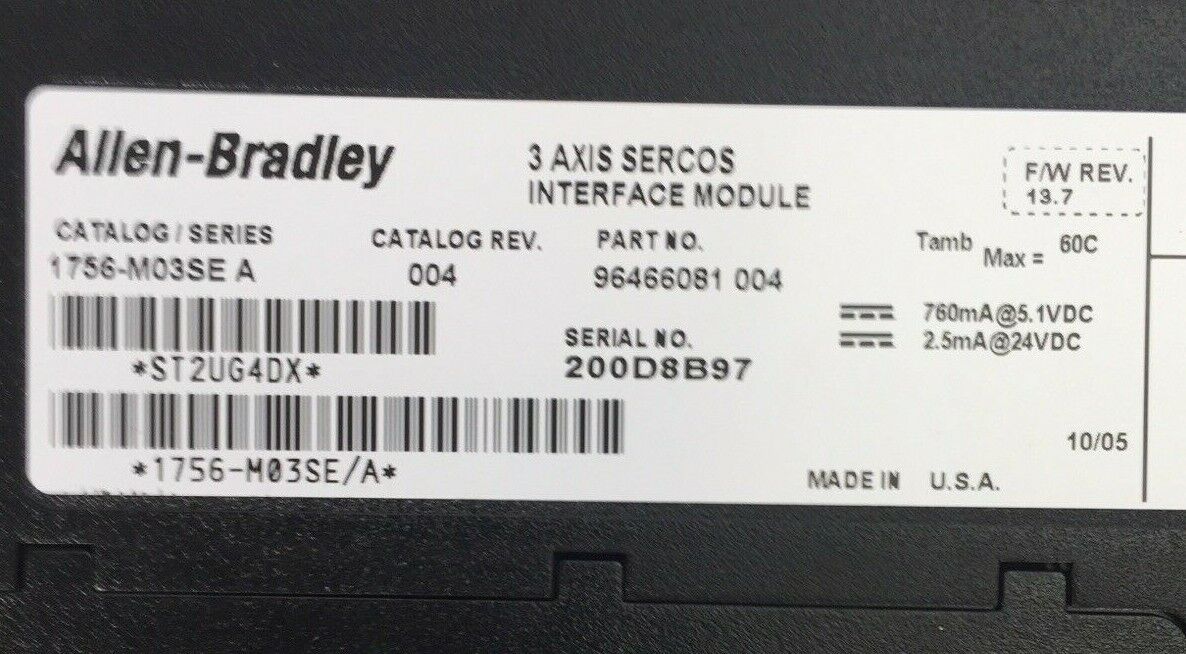 Allen-Bradley
3 AXIS SERCOS
INTERFACE MODULE
F/W REV.
13.7
CATALOG / SERIES
1756-M03SE A
CATALOG REV.
004
PART NO.
96466081 004
Tamb Max = 60C
760mA@5.1VDC
2.5mA@24VDC
SERIAL NO.
200D8B97
*ST2UG4DX*
*1756-M03SE/A*
10/05
MADE IN U.S.A.